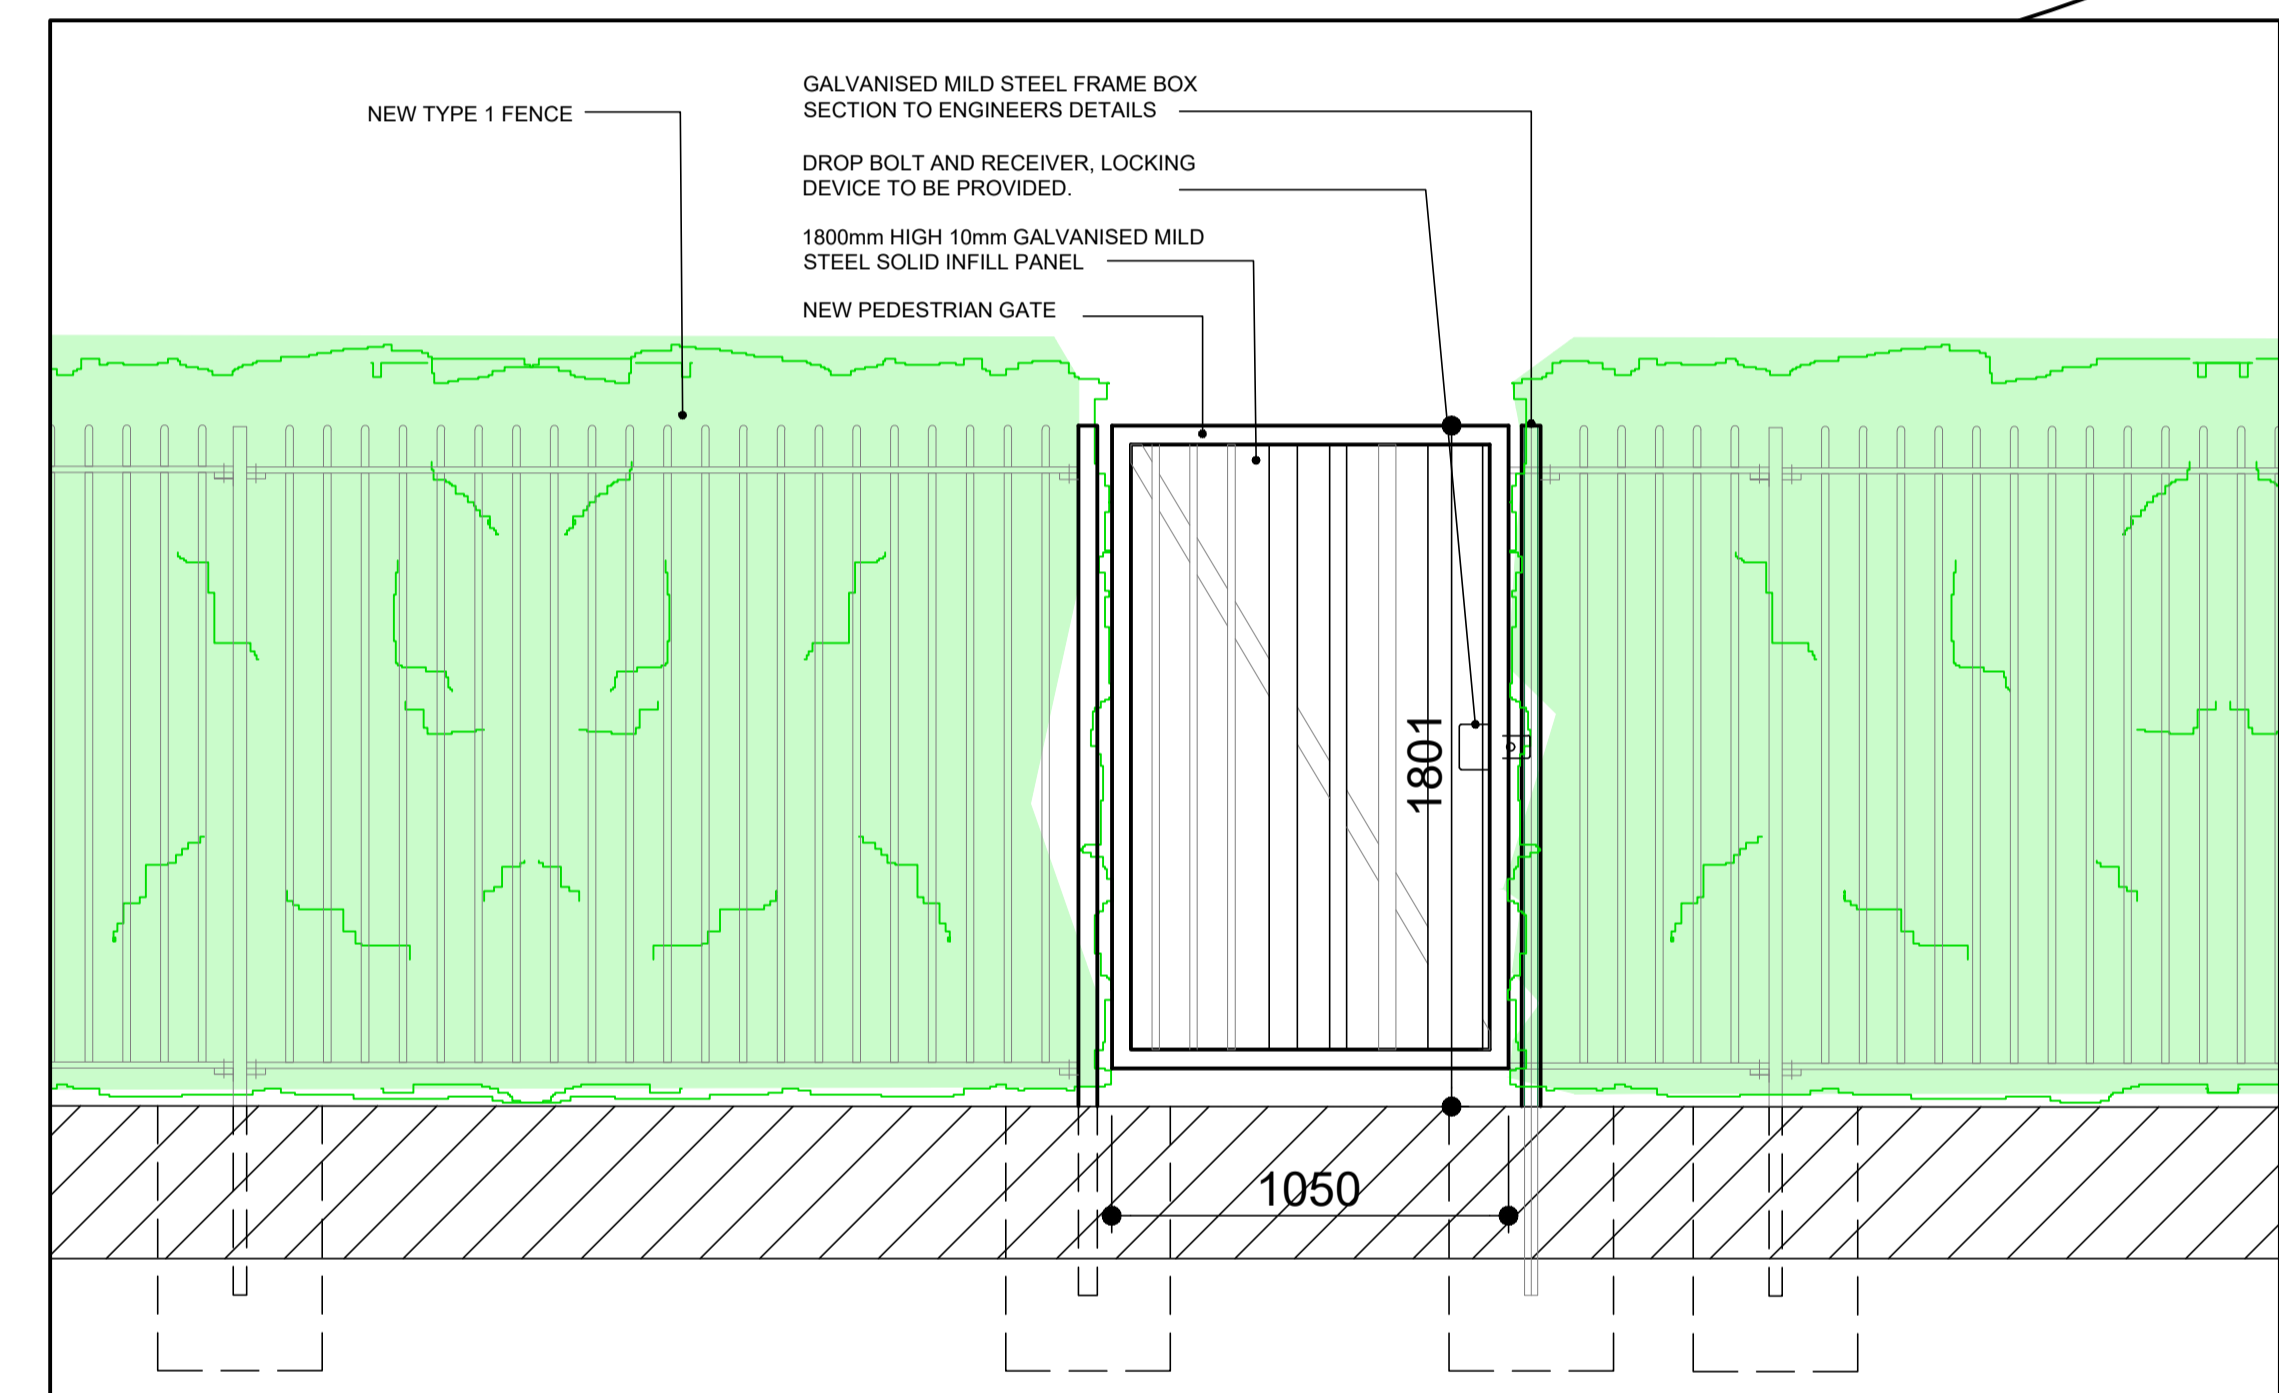 NEW TYPE 1 FENCE
GALVANISED MILD STEEL FRAME BOX
SECTION TO ENGINEERS DETAILS
DROP BOLT AND RECEIVER, LOCKING
DEVICE TO BE PROVIDED.
1800mm HIGH 10mm GALVANISED MILD
STEEL SOLID INFILL PANEL
NEW PEDESTRIAN GATE
1801
1050